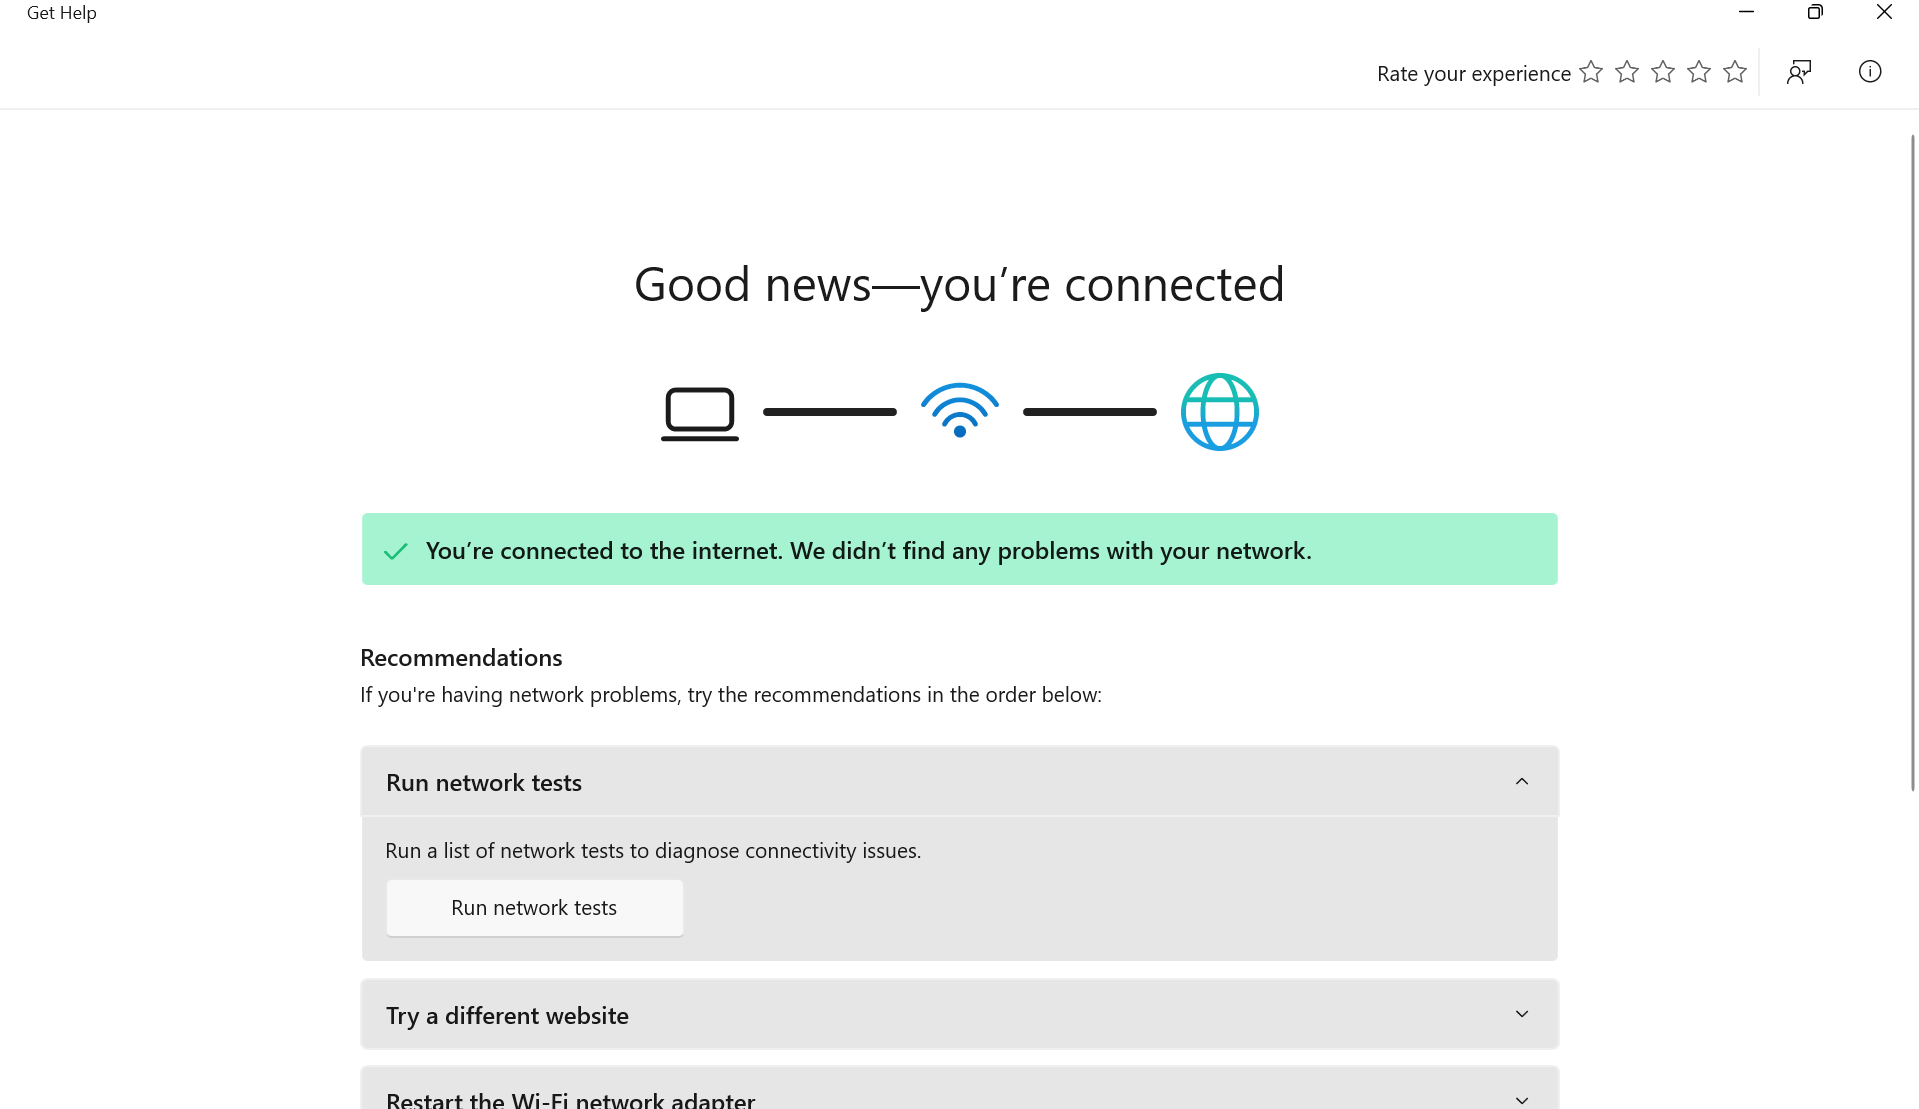 Get Help
Rate your experience
Good news—you’re connected
You’re connected to the internet. We didn’t find any problems with your network.
Recommendations
If you're having network problems, try the recommendations in the order below:
Run network tests
Run a list of network tests to diagnose connectivity issues.
Run network tests
Try a different website
Restart the Wi-Fi network adapter